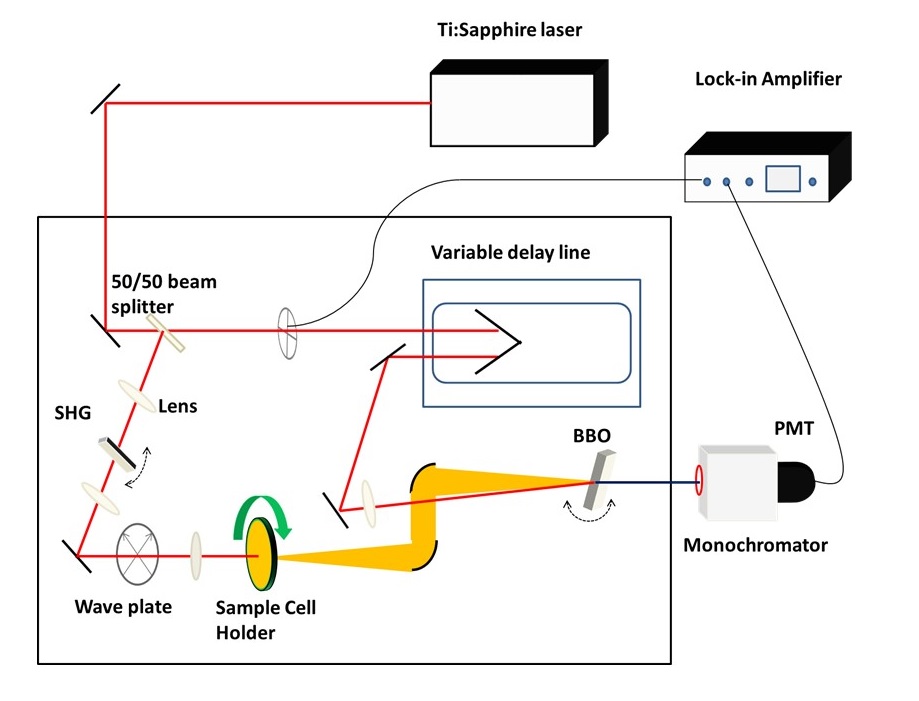 Ti:Sapphire laser
Lock-in Amplifier
Variable delay line
50/50 beam
splitter
Lens
SHG
BBO
PMT
Monochromator
Wave plate
Sample Cell
Holder